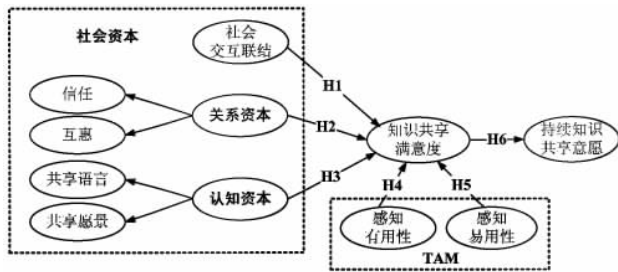 社会资本
社会
交互联结
信任
互惠
关系资本
共享语言
共享愿景
认知资本
H1
H2
H3
知识共享
满意度
H6
持续知识
共享意愿
H4
H5
感知
有用性
感知
易用性
TAM